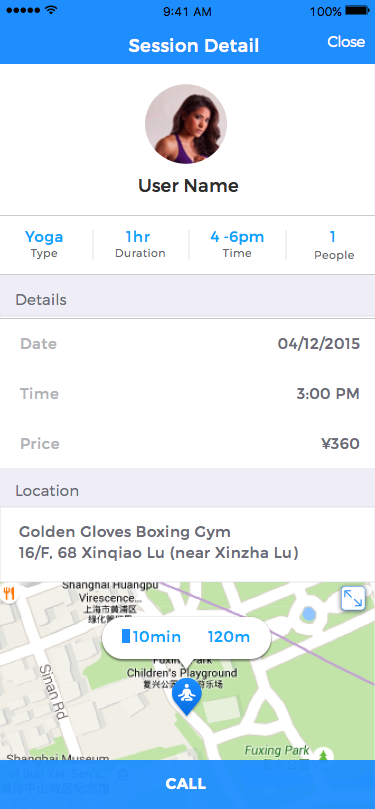 9:41 AM 100%
Session Detail Close
User Name
Yoga 1hr 4 -6pm 1
Type Duration Time People
Details
Date 04/12/2015
Time 3:00 PM
Price ¥360
Location
Golden Gloves Boxing Gym
16/F, 68 Xinqiao Lu (near Xinzha Lu)
Shanghai Huangpu
Virescence...
上海市黄浦区
绿化管理
10min 120m
Fuxing Park
Children's Playground
复兴公园 游乐场
Sinan Rd
Fuxing Park
Shanghai Museum
CALL